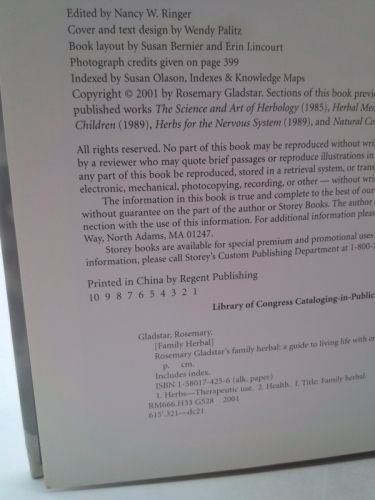 Edited by Nancy W. Ringer
Cover and text design by Wendy Palitz
Book layout by Susan Bernier and Erin Lincourt
Photograph credits given on page 399
Indexed by Susan Olason, Indexes & Knowledge Maps
Copyright © 2001 by Rosemary Gladstar. Sections of this book previ
published works The Science and Art of Herbology (1985), Herbal Me
Children (1989), Herbs for the Nervous System (1989), and Natural Co
All rights reserved. No part of this book may be reproduced without wri
by a reviewer who may quote brief passages or reproduce illustrations in
any part of this book be reproduced, stored in a retrieval system, or trans
electronic, mechanical, photocopying, recording, or other — without wri
The information in this book is true and complete to the best of our
without guarantee on the part of the author or Storey Books. The author
nection with the use of this information. For additional information please
Way, North Adams, MA 01247.
Storey books are available for special premium and promotional uses
information, please call Storey's Custom Publishing Department at 1-800-
Printed in China by Regent Publishing
10 9 8 7 6 5 4 3 2 1
Library of Congress Cataloging-in-Public
Gladstar, Rosemary.
[Family Herbal]
Rosemary Gladstar's family herbal: a guide to living life with e
p. cm.
Includes index.
ISBN 1-58017-425-6 (alk. paper)
1. Herbs—Therapeutic use. 2. Health. I. Title: Family herbal.
RM666.H33 G528 2001
615'.321—dc21